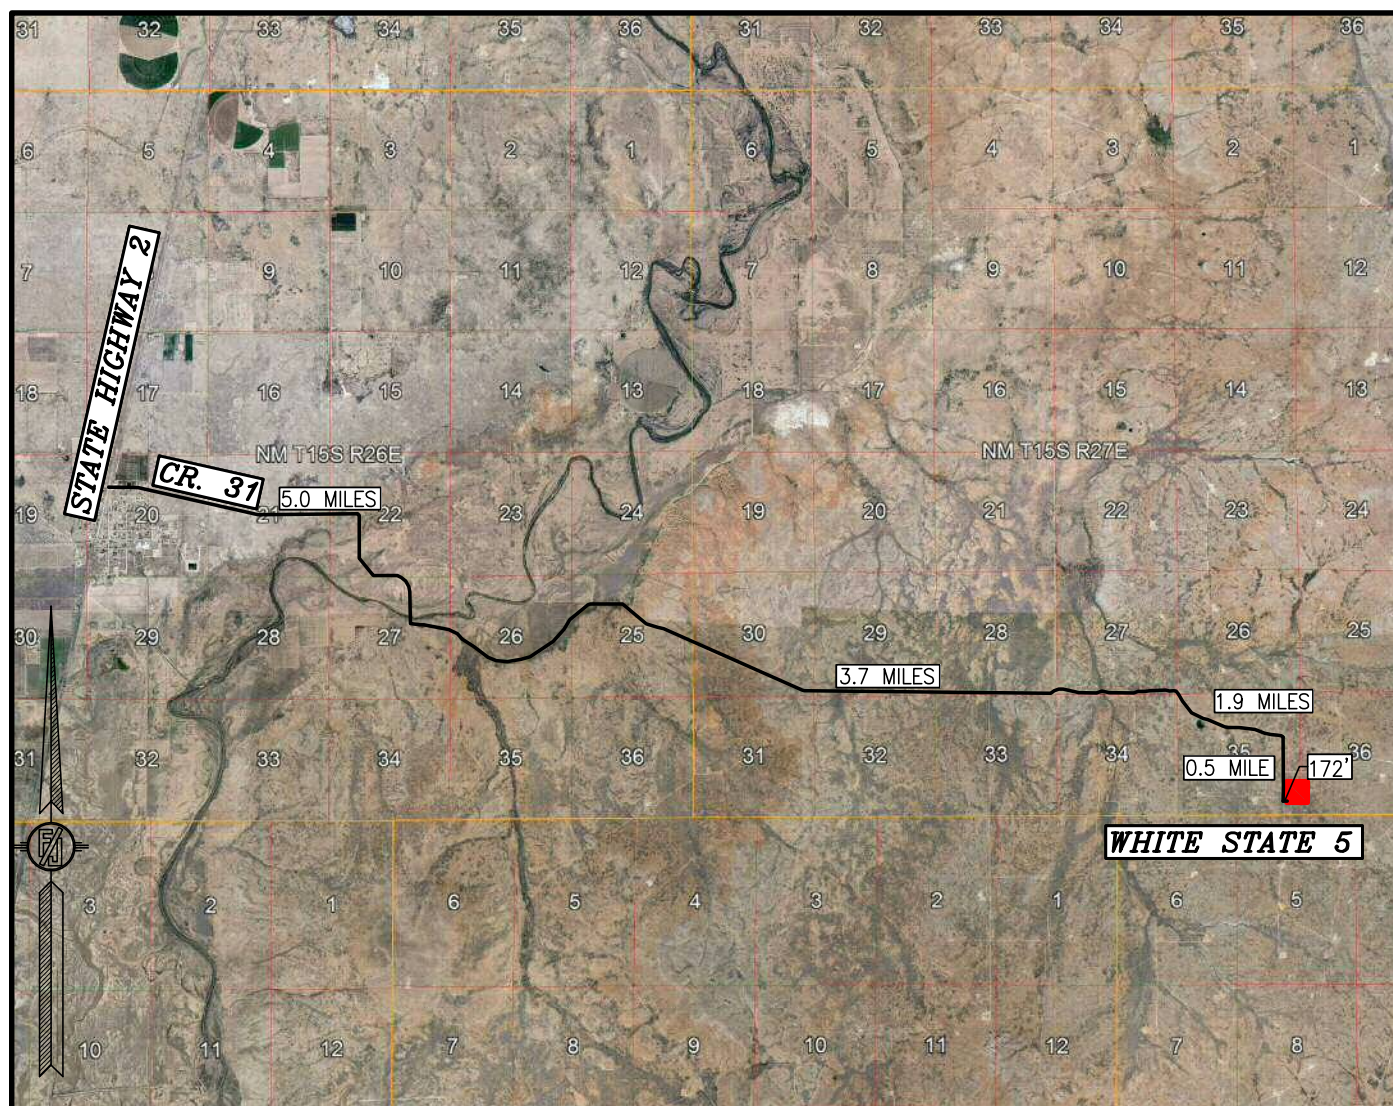 31 32 33 34 35 36 31 32 33 34 35 36
6 5 4 3 2 1 6 5 4 3 2 1
7 9 10 11 12 7 8 9 10 11 12
STATE HIGHWAY 2
18 17 16 15 14 13 18 17 16 15 14 13
NM T15S R26E NM T15S R27E
CR. 31
5.0 MILES
19 20 21 22 23 24 19 20 21 22 23 24
30 29 28 27 26 25 30 29 28 27 26 25
3.7 MILES
1.9 MILES
31 32 33 34 35 36 31 32 33 34 35 36
0.5 MILE
172'
WHITE STATE 5
3 2 1 6 5 4 3 2 1 6 5
10 11 12 7 8 9 10 11 12 7 8